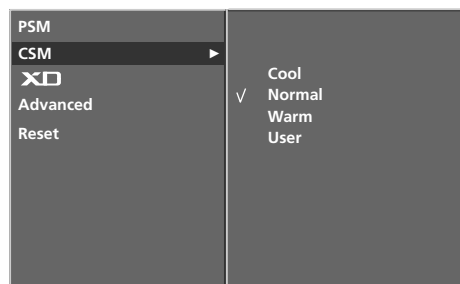 PSM
CSM ►
XD
Advanced
Reset
Cool
√ Normal
Warm
User